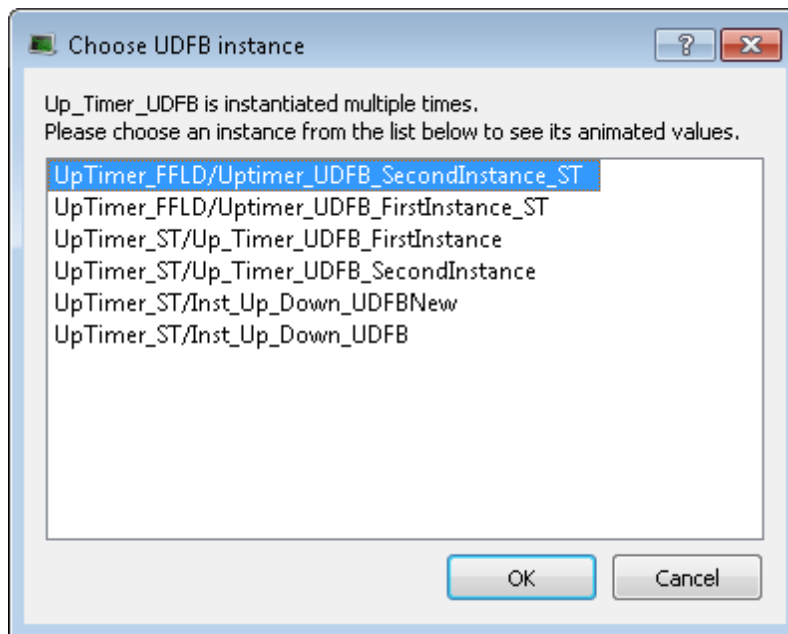 Choose UDFB instance
?
Up_Timer_UDFB is instantiated multiple times.
Please choose an instance from the list below to see its animated values.
UpTimer_FFLD/Uptimer_UDFB_SecondInstance_ST
UpTimer_FFLD/Uptimer_UDFB_FirstInstance_ST
UpTimer_ST/Up_Timer_UDFB_FirstInstance
UpTimer_ST/Up_Timer_UDFB_SecondInstance
UpTimer_ST/Inst_Up_Down_UDFBNew
UpTimer_ST/Inst_Up_Down_UDFB
OK Cancel